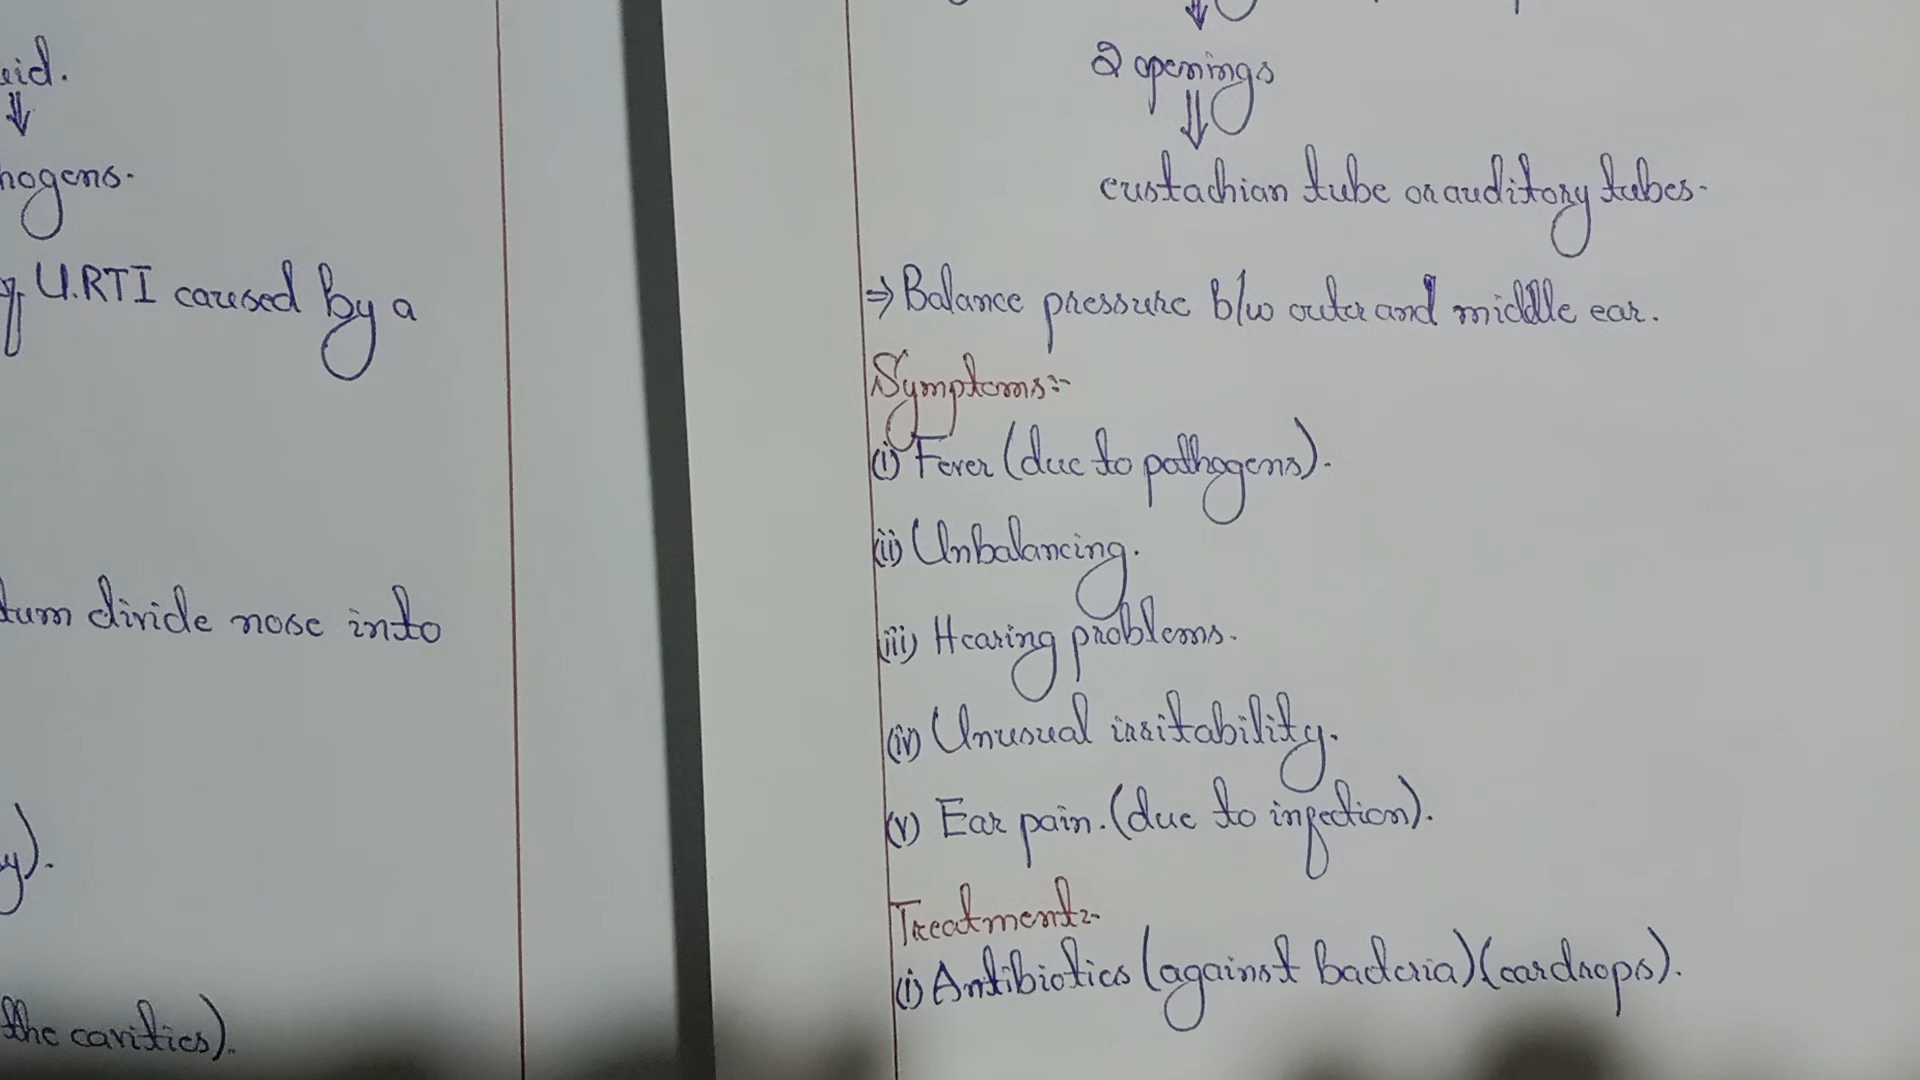 eid.
⇓
hogens.
of U.RTI caused by a
tum divide nose into
y).
the cavities).
⇓
2 openings
⇓
eustachian tube or auditory tubes.
⇒ Balance pressure b/w outer and middle ear.
Symptoms:-
(i) Fever (due to pathogens).
(ii) Unbalancing.
(iii) Hearing problems.
(iv) Unusual irritability.
(v) Ear pain. (due to infection).
Treatment:-
(i) Antibiotics (against bacteria) (eardrops).